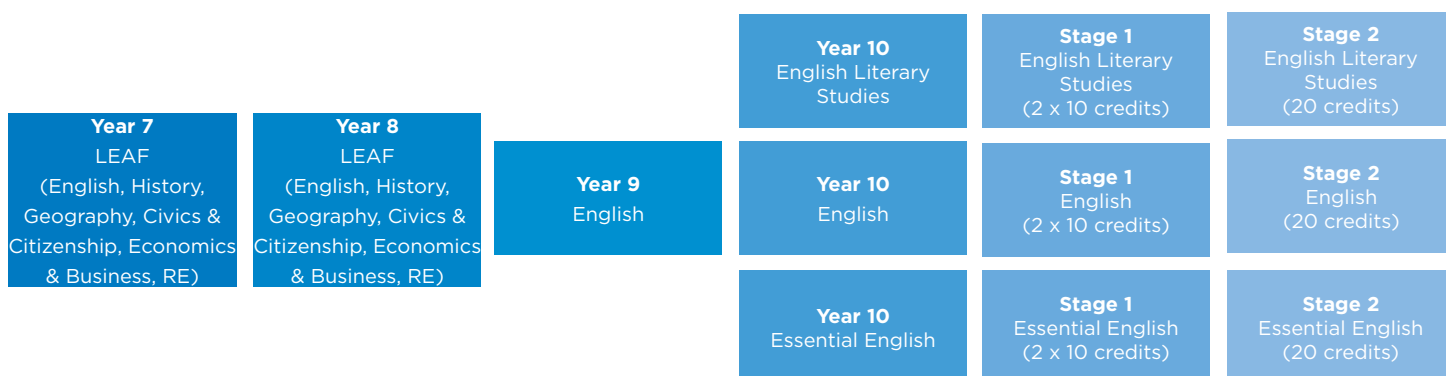 Year 7
LEAF
(English, History,
Geography, Civics &
Citizenship, Economics
& Business, RE)
Year 8
LEAF
(English, History,
Geography, Civics &
Citizenship, Economics
& Business, RE)
Year 9
English
Year 10
English Literary
Studies
Stage 1
English Literary
Studies
(2 x 10 credits)
Stage 2
English Literary
Studies
(20 credits)
Year 10
English
Stage 1
English
(2 x 10 credits)
Stage 2
English
(20 credits)
Year 10
Essential English
Stage 1
Essential English
(2 x 10 credits)
Stage 2
Essential English
(20 credits)